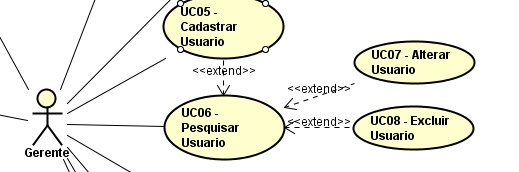 UC05 -
Cadastrar
Usuario
<<extend>>
UC07 - Alterar
Usuario
<<extend>>
UC06 -
Pesquisar
Usuario
<<extend>>
UC08 - Excluir
Usuario
Gerente